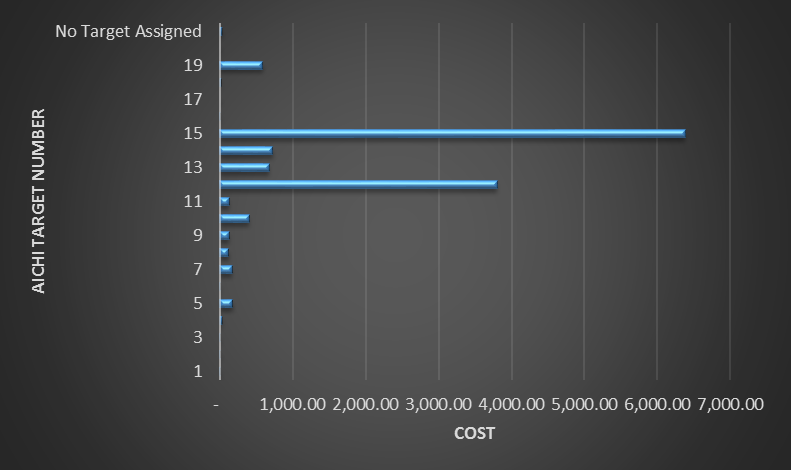 No Target Assigned
19
17
15
13
11
9
7
5
3
1
AICHI TARGET NUMBER
- 1,000.00 2,000.00 3,000.00 4,000.00 5,000.00 6,000.00 7,000.00
COST